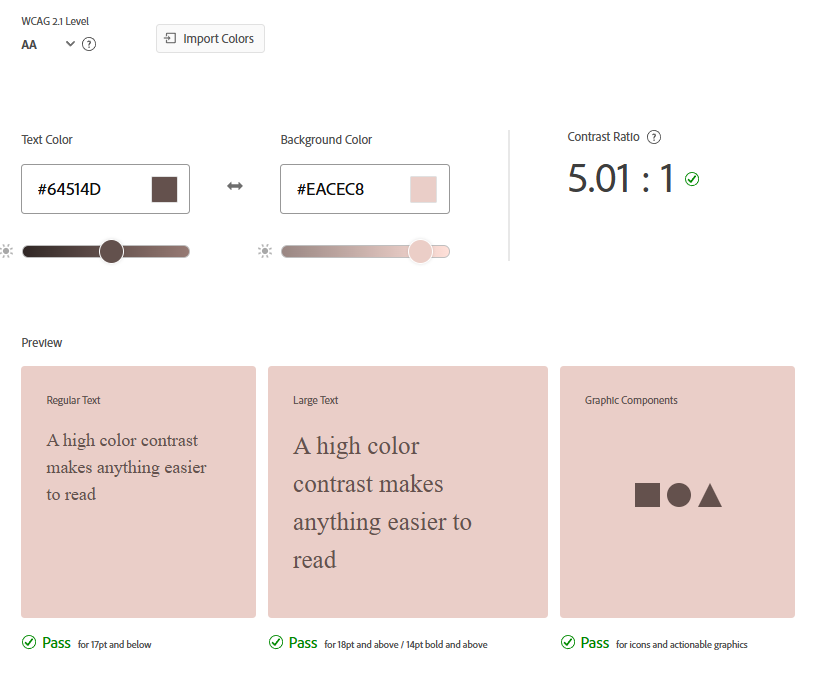 WCAG 2.1 Level
AA
Import Colors
Text Color
#64514D
Background Color
#EACEC8
Contrast Ratio
5.01 : 1
Preview
Regular Text
A high color contrast
makes anything easier
to read
Large Text
A high color
contrast makes
anything easier to
read
Graphic Components
Pass for 17pt and below
Pass for 18pt and above / 14pt bold and above
Pass for icons and actionable graphics